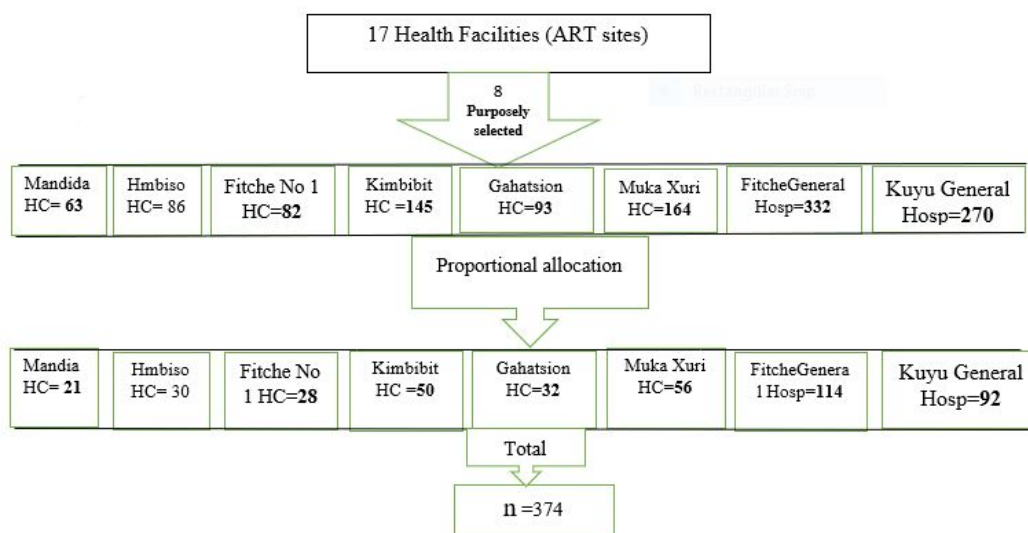 17 Health Facilities (ART sites)
8
Purposely
selected
Rectangular Snip
Mandida
HC= 63
Hmbiso
HC= 86
Fitche No 1
HC=82
Kimbibit
HC =145
Gahatsion
HC=93
Muka Xuri
HC=164
FitcheGeneral
Hosp=332
Kuyu General
Hosp=270
Proportional allocation
Mandia
HC= 21
Hmbiso
HC= 30
Fitche No
1 HC=28
Kimbibit
HC =50
Gahatsion
HC=32
Muka Xuri
HC=56
FitcheGenera
l Hosp=114
Kuyu General
Hosp=92
Total
n =374